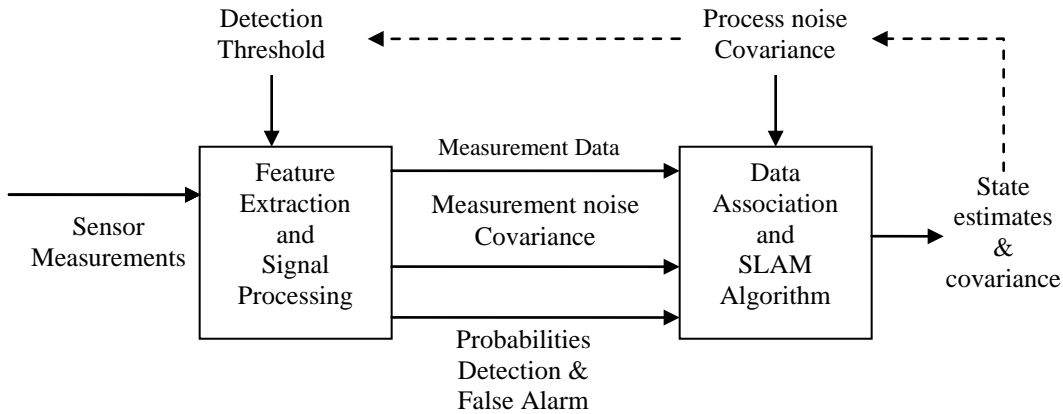 Detection
Threshold
Process noise
Covariance
Sensor
Measurements
Feature
Extraction
and
Signal
Processing
Measurement Data
Measurement noise
Covariance
Probabilities
Detection &
False Alarm
Data
Association
and
SLAM
Algorithm
State
estimates
&
covariance